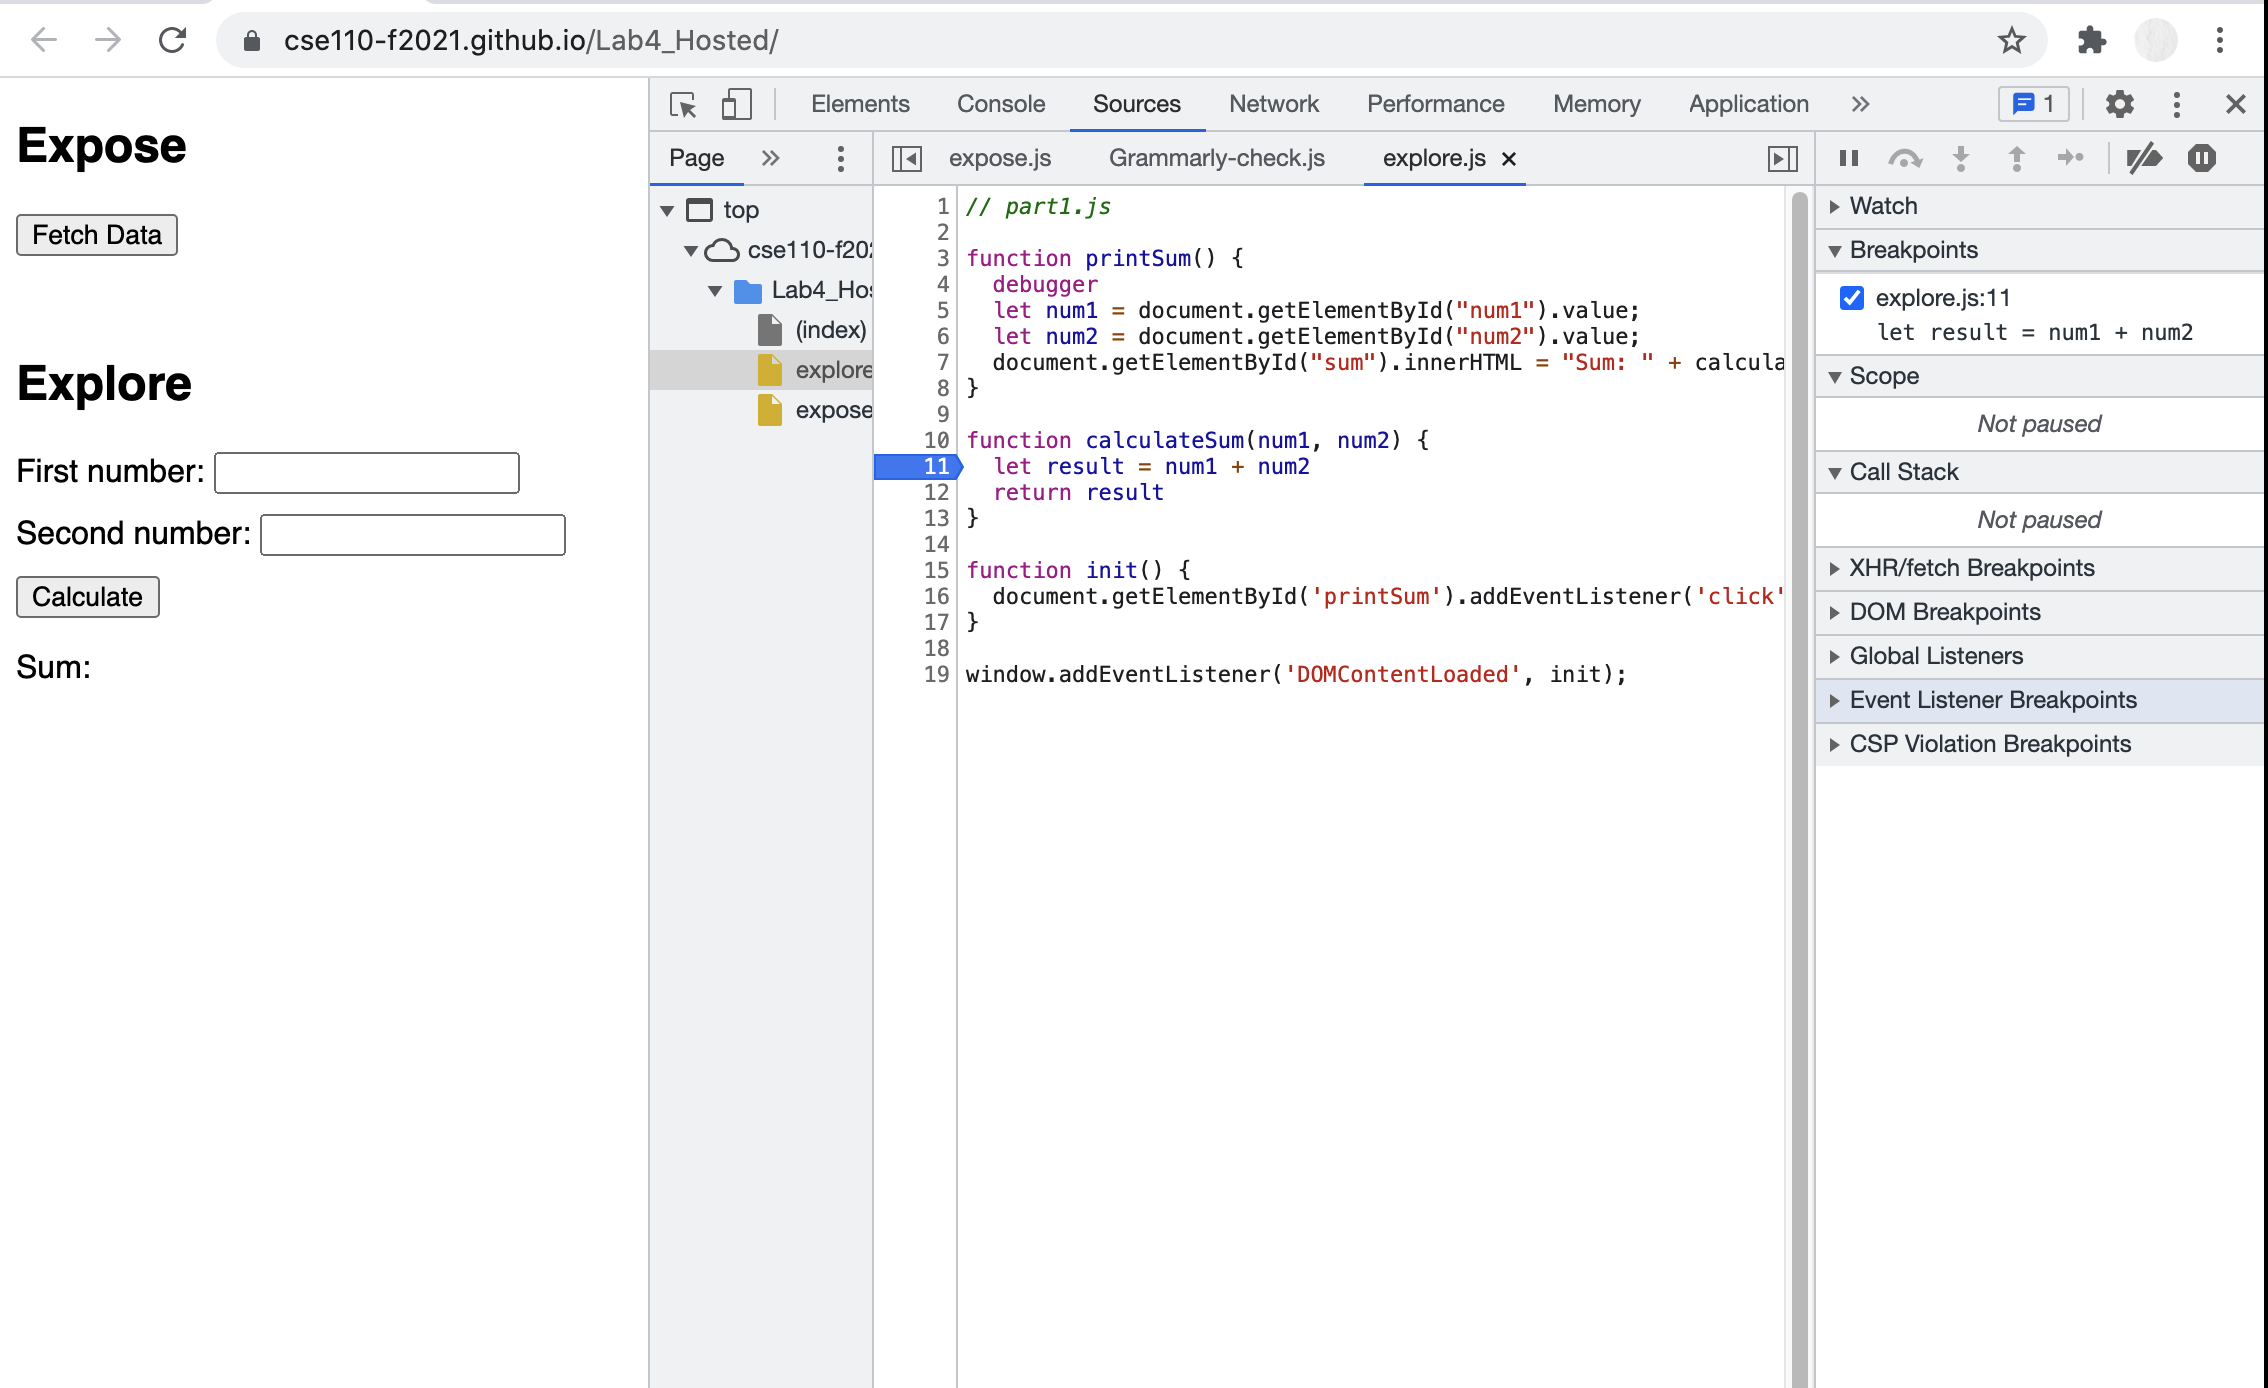 cse110-f2021.github.io/Lab4_Hosted/
Expose
Fetch Data
Explore
First number:
Second number:
Calculate
Sum:
Elements Console Sources Network Performance Memory Application » 1
Page » expose.js Grammarly-check.js explore.js ×
top
cse110-f202
Lab4_Hos
(index)
explore
expose
1 // part1.js
2
3 function printSum() {
4 debugger
5 let num1 = document.getElementById("num1").value;
6 let num2 = document.getElementById("num2").value;
7 document.getElementById("sum").innerHTML = "Sum: " + calcula
8 }
9
10 function calculateSum(num1, num2) {
11 let result = num1 + num2
12 return result
13 }
14
15 function init() {
16 document.getElementById('printSum').addEventListener('click'
17 }
18
19 window.addEventListener('DOMContentLoaded', init);
Watch
Breakpoints
explore.js:11
let result = num1 + num2
Scope
Not paused
Call Stack
Not paused
XHR/fetch Breakpoints
DOM Breakpoints
Global Listeners
Event Listener Breakpoints
CSP Violation Breakpoints